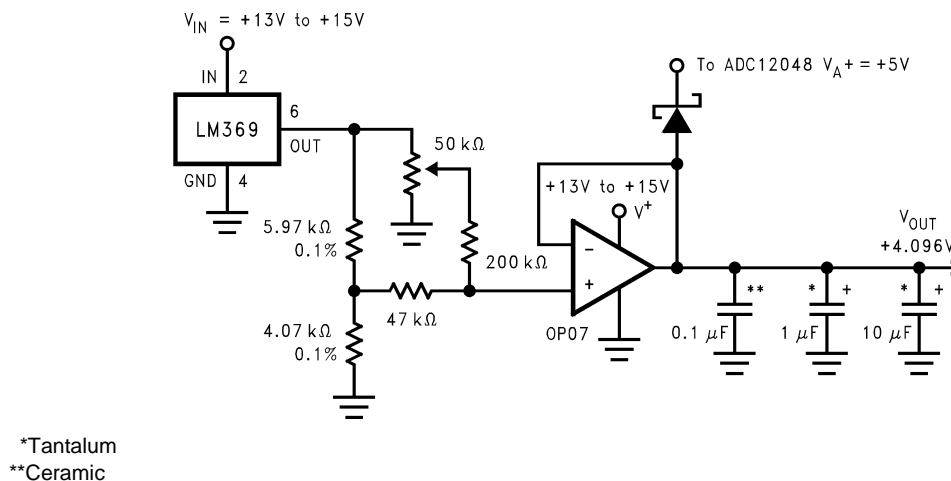 V_IN = +13V to +15V
IN 2
LM369
6
OUT
GND 4
50 kΩ
To ADC12048 V_A+ = +5V
+13V to +15V
V⁺
5.97 kΩ
0.1%
200 kΩ
−
+
V_OUT
+4.096V
47 kΩ
OP07
4.07 kΩ
0.1%
**
0.1 μF
* +
1 μF
* +
10 μF
*Tantalum
**Ceramic